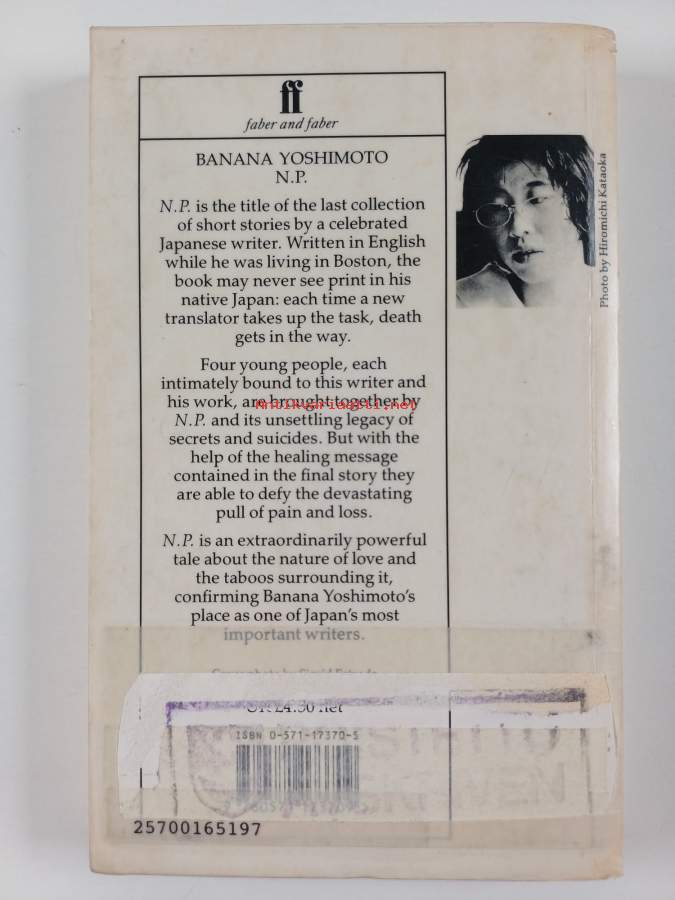 ff
faber and faber
BANANA YOSHIMOTO
N.P.
N.P. is the title of the last collection
of short stories by a celebrated
Japanese writer. Written in English
while he was living in Boston, the
book may never see print in his
native Japan: each time a new
translator takes up the task, death
gets in the way.
Four young people, each
intimately bound to this writer and
his work, are brought together by
N.P. and its unsettling legacy of
secrets and suicides. But with the
help of the healing message
contained in the final story they
are able to defy the devastating
pull of pain and loss.
N.P. is an extraordinarily powerful
tale about the nature of love and
the taboos surrounding it,
confirming Banana Yoshimoto's
place as one of Japan's most
important writers.
£4.50 net
ISBN 0-571-17370-5
25700165197
Photo by Hiromichi Kataoka
Antikvariaatti.net